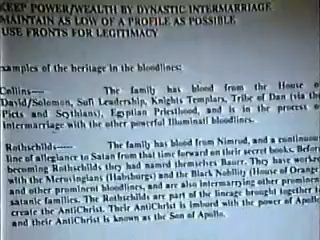 KEEP POWER/WEALTH BY DYNASTIC INTERMARRIAGE
MAINTAIN AS LOW OF A PROFILE AS POSSIBLE
USE FRONTS FOR LEGITIMACY
xamples of the heritage in the bloodlines:
Collins—— The family has blood from the House o
David/Solomon, Sufi Leadership, Knights Templars, Tribe of Dan (via the
Picts and Scythians), Egyptian Priesthood, and is in the process o
intermarriage with the other powerful Illuminati bloodlines.
Rothschilds—— The family has blood from Nimrod, and a continuou
line of allegiance to Satan from that time forward on their secret books. Before
becoming Rothschilds they had named themselves Bauer. They have worked
with the Merovingians (Habsburgs) and the Black Nobility (House of Orange)
and other prominent bloodlines, and are also intermarrying other prominen
satanic families. The Rothschilds are part of the lineage brought together to
create the AntiChrist. Their AntiChrist is imbued with the power of Apollo
and their AntiChrist is known as the Son of Apollo.